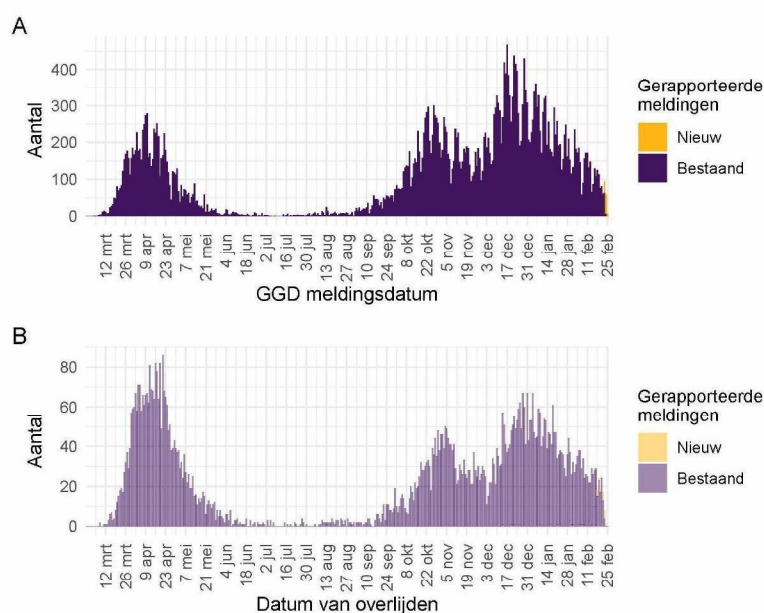 A
Aantal
400
300
200
100
0
12 mrt
26 mrt
9 apr
23 apr
7 mei
21 mei
4 jun
18 jun
2 jul
16 jul
30 jul
13 aug
27 aug
10 sep
24 sep
8 okt
22 okt
5 nov
19 nov
3 dec
17 dec
31 dec
14 jan
28 jan
11 feb
25 feb
GGD meldingsdatum
Gerapporteerde
meldingen
Nieuw
Bestaand
B
Aantal
80
60
40
20
0
12 mrt
26 mrt
9 apr
23 apr
7 mei
21 mei
4 jun
18 jun
2 jul
16 jul
30 jul
13 aug
27 aug
10 sep
24 sep
8 okt
22 okt
5 nov
19 nov
3 dec
17 dec
31 dec
14 jan
28 jan
11 feb
25 feb
Datum van overlijden
Gerapporteerde
meldingen
Nieuw
Bestaand